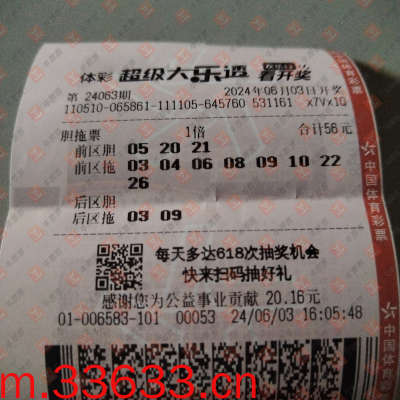 体彩 超级大乐透 看开奖
第 24063期 2024年06月03日开奖
110510-065861-111105-645760 531161 x7Vx1Q
胆拖票 1倍 合计56元
前区胆 05 20 21
前区拖 03 04 06 08 09 10 22
26
后区胆
后区拖 03 09
每天多达618次抽奖机会
快来扫码抽好礼
感谢您为公益事业贡献 20.16元
01-006583-101 00053 24/06/03 16:05:48
中国体育彩票
中国体育彩
m.33633.cn